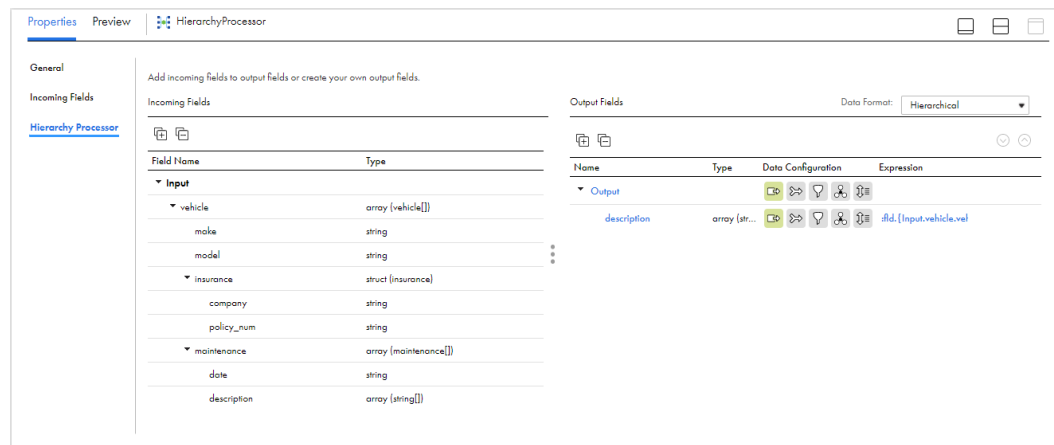 Properties Preview HierarchyProcessor
General
Incoming Fields
Hierarchy Processor
Add incoming fields to output fields or create your own output fields.
Incoming Fields
Field Name Type
Input
vehicle array (vehicle[])
make string
model string
insurance struct (insurance)
company string
policy_num string
maintenance array (maintenance[])
date string
description array (string[])
Output Fields Data Format: Hierarchical
Name Type Data Configuration Expression
Output
description array (str... :fld.{Input.vehicle.vel